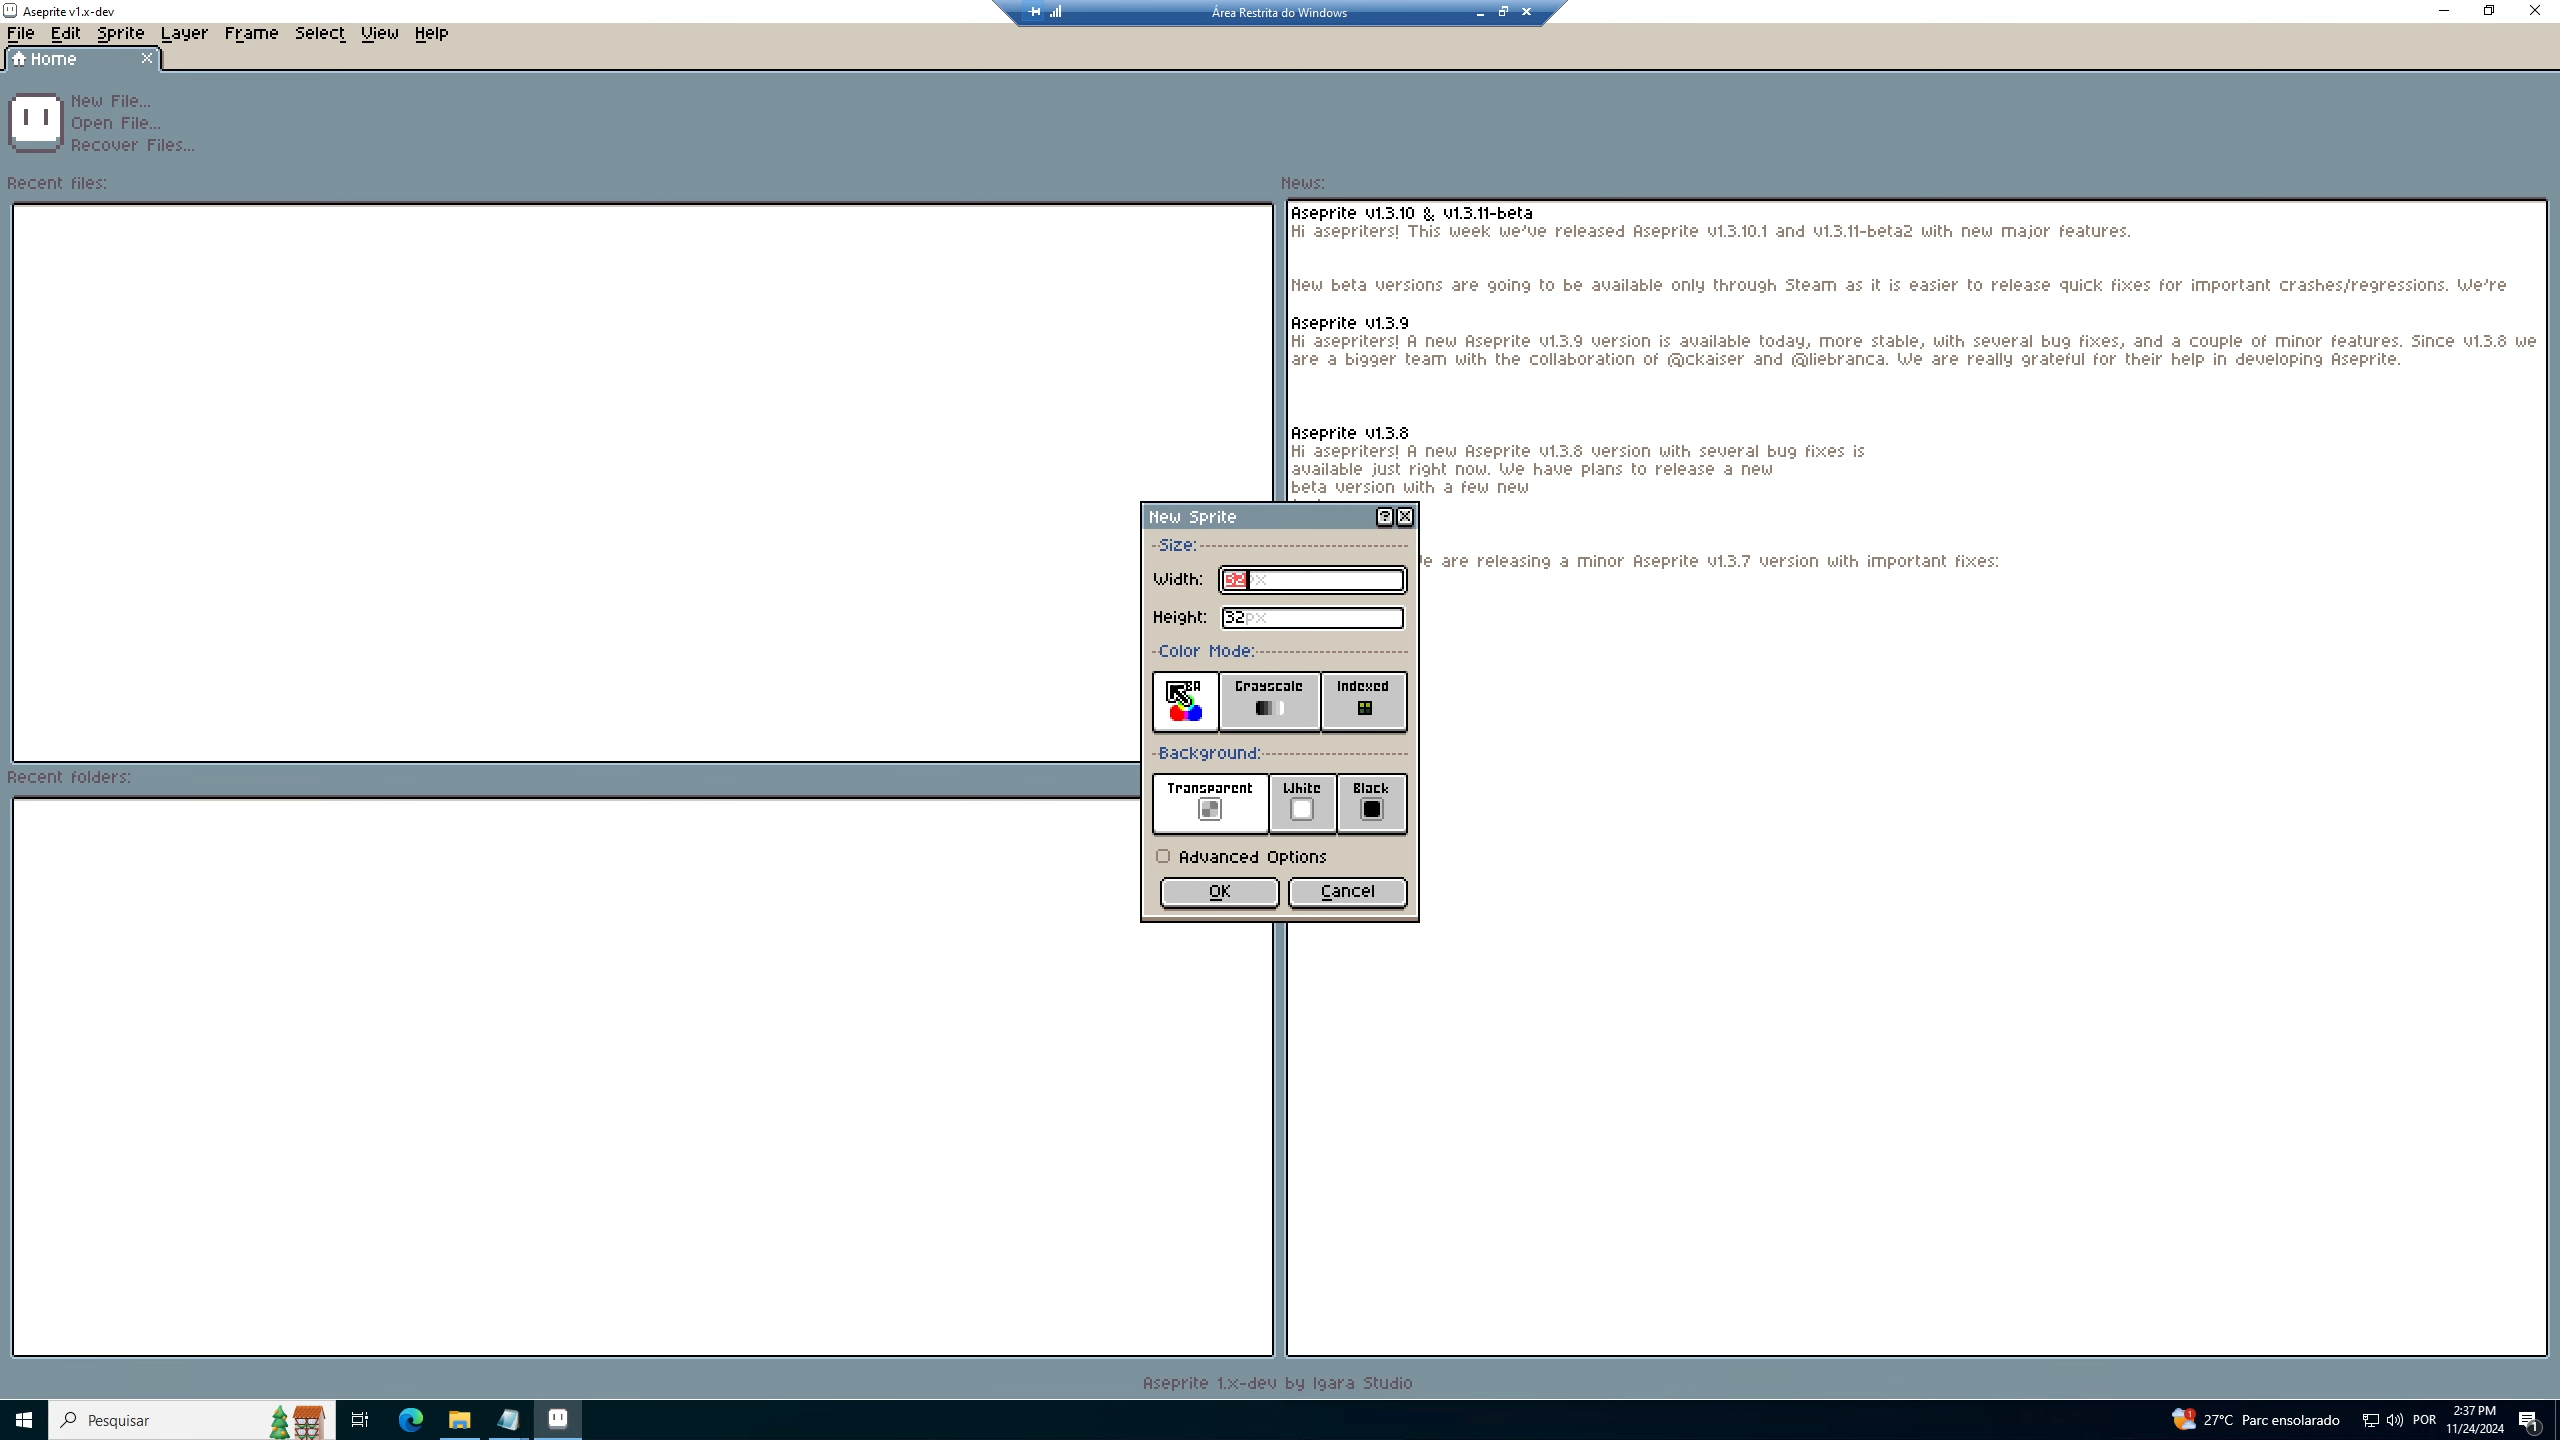 Aseprite v1.x-dev
Área Restrita do Windows
File Edit Sprite Layer Frame Select View Help
Home
New File...
Open File...
Recover Files...
Recent files:
News:
Aseprite v1.3.10 & v1.3.11-beta
Hi asepriters! This week we've released Aseprite v1.3.10.1 and v1.3.11-beta2 with new major features.
New beta versions are going to be available only through Steam as it is easier to release quick fixes for important crashes/regressions. We're
Aseprite v1.3.9
Hi asepriters! A new Aseprite v1.3.9 version is available today, more stable, with several bug fixes, and a couple of minor features. Since v1.3.8 we
are a bigger team with the collaboration of @ckaiser and @liebranca. We are really grateful for their help in developing Aseprite.
Aseprite v1.3.8
Hi asepriters! A new Aseprite v1.3.8 version with several bug fixes is
available just right now. We have plans to release a new
beta version with a few new
are releasing a minor Aseprite v1.3.7 version with important fixes:
New Sprite
Size:
Width: 32px
Height: 32px
Color Mode:
Grayscale Indexed
Background:
Transparent White Black
Advanced Options
OK Cancel
Recent folders:
Aseprite 1.x-dev by Igara Studio
Pesquisar
27°C Parc ensolarado
POR
2:37 PM
11/24/2024
1